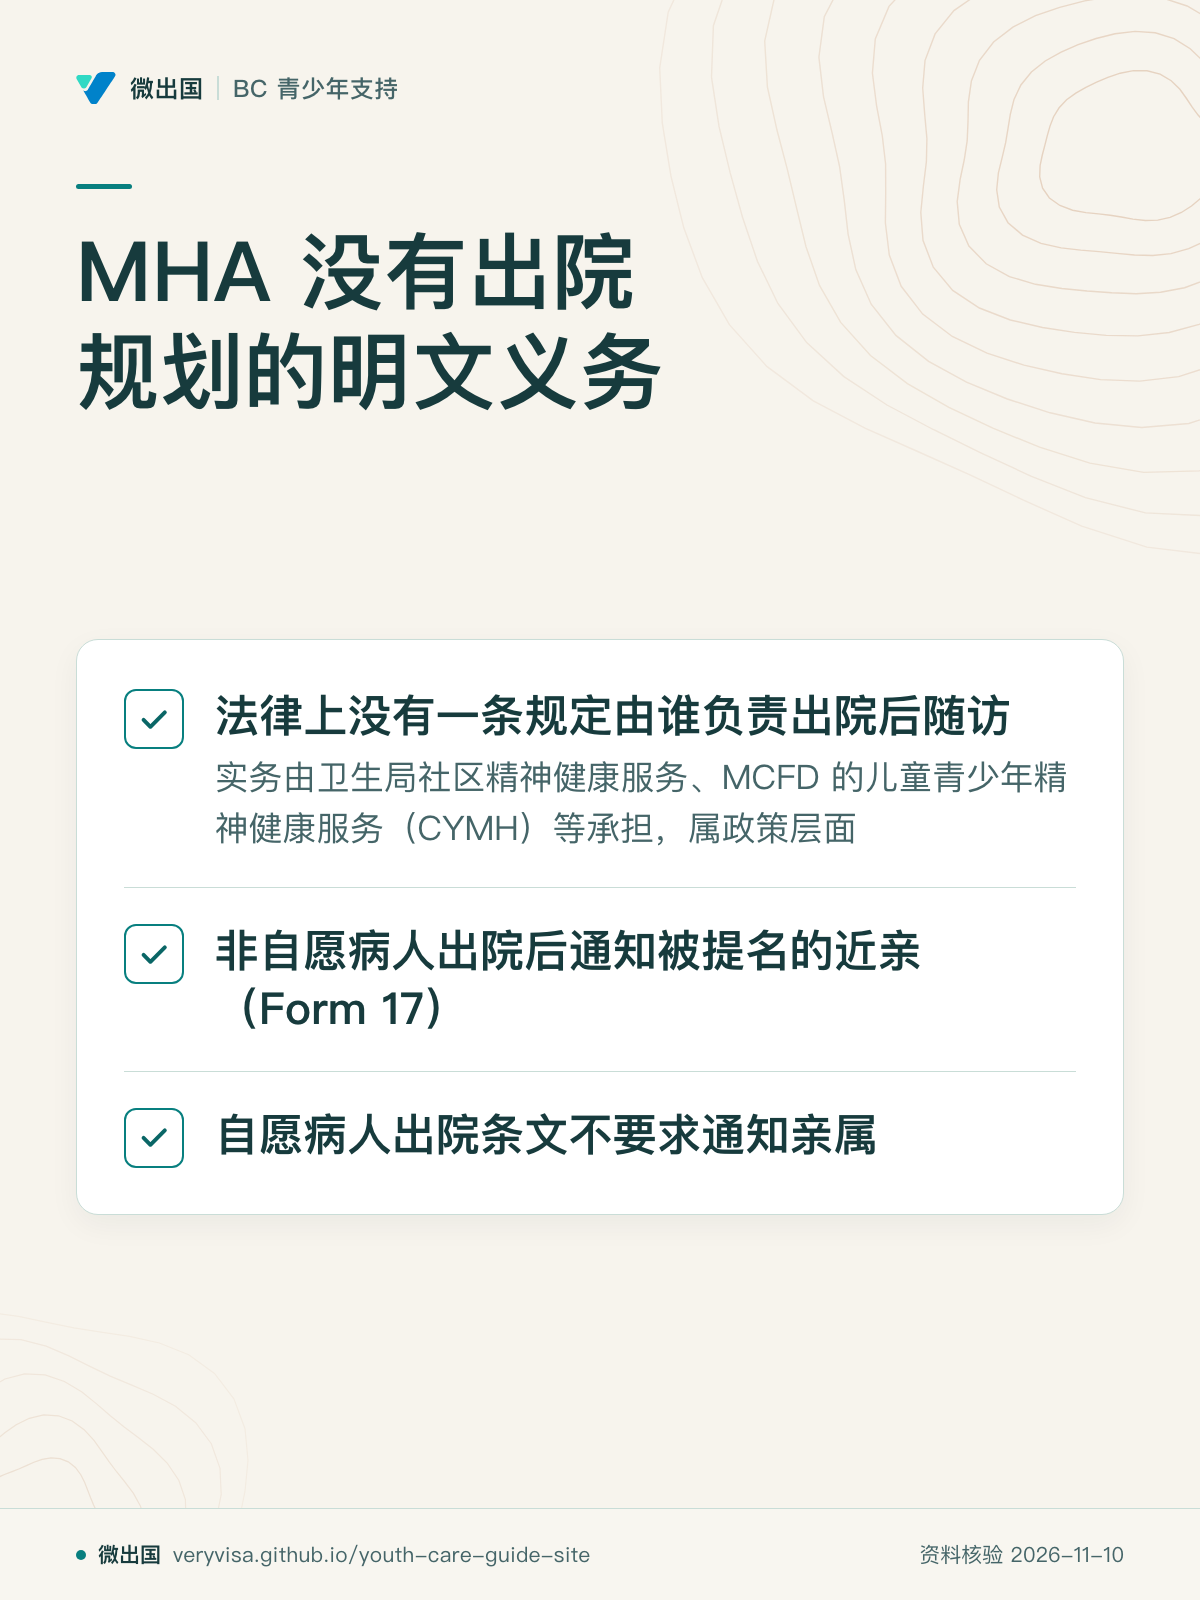 微出国 | BC 青少年支持
MHA 没有出院
规划的明文义务
法律上没有一条规定由谁负责出院后随访
实务由卫生局社区精神健康服务、MCFD 的儿童青少年精
神健康服务（CYMH）等承担，属政策层面
非自愿病人出院后通知被提名的近亲
（Form 17）
自愿病人出院条文不要求通知亲属
微出国 veryvisa.github.io/youth-care-guide-site
资料核验 2026-11-10